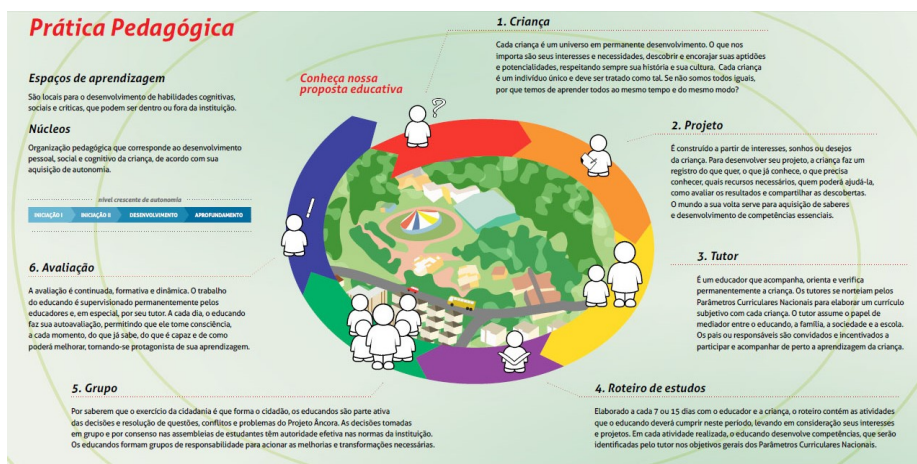 Prática Pedagógica
Espaços de aprendizagem
São locais para o desenvolvimento de habilidades cognitivas,
sociais e críticas, que podem ser dentro ou fora da instituição.
Núcleos
Organização pedagógica que corresponde ao desenvolvimento
pessoal, social e cognitivo da criança, de acordo com sua
aquisição de autonomia.
nível crescente de autonomia
INICIAÇÃO I
INICIAÇÃO II
DESENVOLVIMENTO
APROFUNDAMENTO
Conheça nossa
proposta educativa
1. Criança
Cada criança é um universo em permanente desenvolvimento. O que nos
importa são seus interesses e necessidades, descobrir e encorajar suas aptidões
e potencialidades, respeitando sempre sua história e sua cultura. Cada criança
é um indivíduo único e deve ser tratado como tal. Se não somos todos iguais,
por que temos de aprender todos ao mesmo tempo e do mesmo modo?
2. Projeto
É construído a partir de interesses, sonhos ou desejos
da criança. Para desenvolver seu projeto, a criança faz um
registro do que quer, o que já conhece, o que precisa
conhecer, quais recursos necessários, quem poderá ajudá-la,
como avaliar os resultados e compartilhar as descobertas.
O mundo a sua volta serve para aquisição de saberes
e desenvolvimento de competências essenciais.
3. Tutor
É um educador que acompanha, orienta e verifica
permanentemente a criança. Os tutores se norteiam pelos
Parâmetros Curriculares Nacionais para elaborar um currículo
subjetivo com cada criança. O tutor assume o papel de
mediador entre o educando, a família, a sociedade e a escola.
Os pais ou responsáveis são convidados e incentivados a
participar e acompanhar de perto a aprendizagem da criança.
4. Roteiro de estudos
Elaborado a cada 7 ou 15 dias com o educador e a criança, o roteiro contém as atividades
que o educando deverá cumprir neste período, levando em consideração seus interesses
e projetos. Em cada atividade realizada, o educando desenvolve competências, que serão
identificadas pelo tutor nos objetivos gerais dos Parâmetros Curriculares Nacionais.
5. Grupo
Por saberem que o exercício da cidadania é que forma o cidadão, os educandos são parte ativa
das decisões e resolução de questões, conflitos e problemas do Projeto Âncora. As decisões tomadas
em grupo e por consenso nas assembleias de estudantes têm autoridade efetiva nas normas da instituição.
Os educandos formam grupos de responsabilidade para acionar as melhorias e transformações necessárias.
6. Avaliação
A avaliação é continuada, formativa e dinâmica. O trabalho
do educando é supervisionado permanentemente pelos
educadores e, em especial, por seu tutor. A cada dia, o educando
faz sua autoavaliação, permitindo que ele tome consciência,
a cada momento, do que já sabe, do que é capaz e de como
poderá melhorar, tornando-se protagonista de sua aprendizagem.